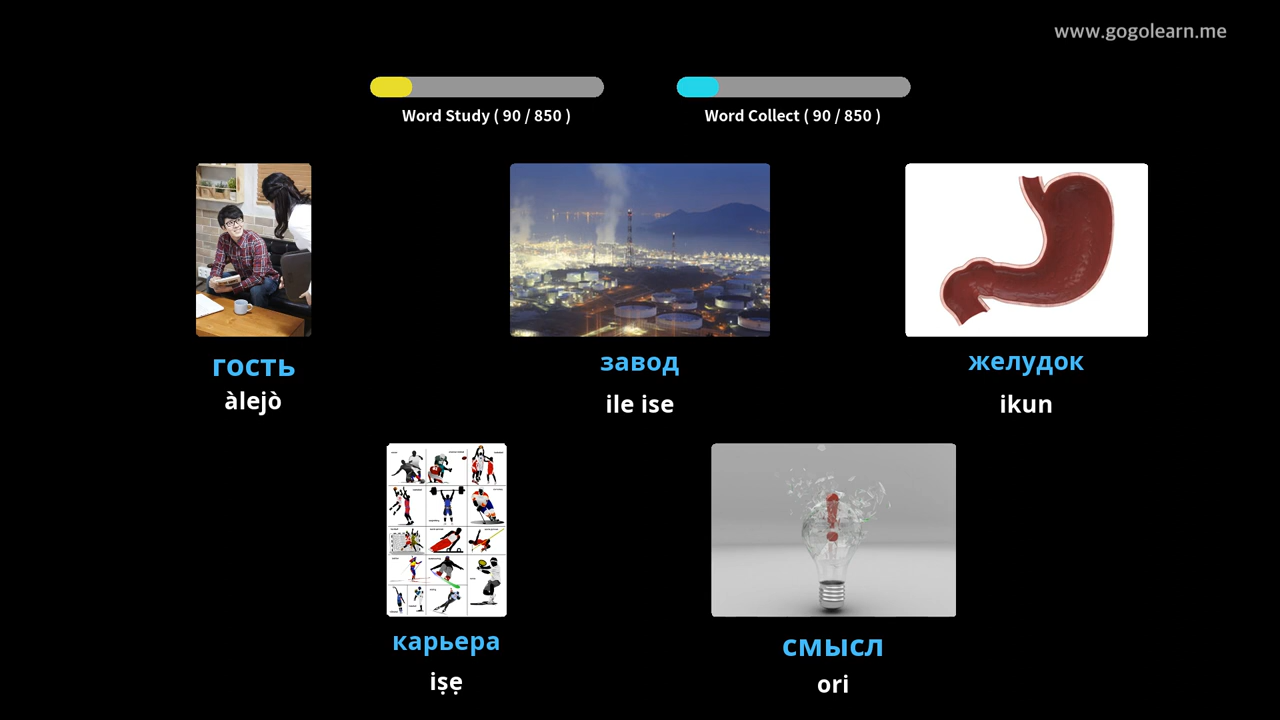 www.gogolearn.me
Word Study ( 90 / 850 )
Word Collect ( 90 / 850 )
гость
àlejò
завод
ile ise
желудок
ikun
карьера
iṣẹ
смысл
ori